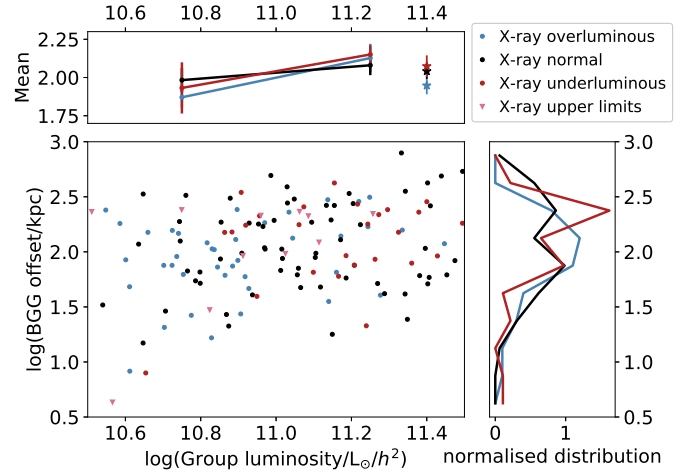 10.6 10.8 11.0 11.2 11.4
2.25
2.00
1.75
Mean
X-ray overluminous
X-ray normal
X-ray underluminous
X-ray upper limits
3.0
2.5
2.0
1.5
1.0
0.5
log(BGG offset/kpc)
10.6 10.8 11.0 11.2 11.4
log(Group luminosity/L⊙/h²)
3.0
2.5
2.0
1.5
1.0
0.5
0 1
normalised distribution